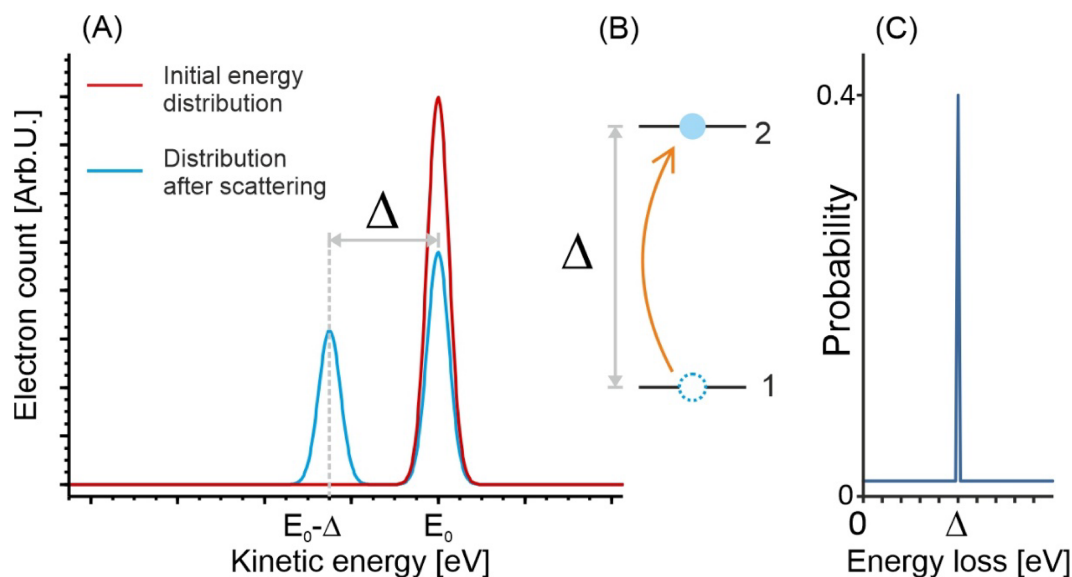 (A)
Initial energy
distribution
Distribution
after scattering
Δ
Electron count [Arb.U.]
E₀-Δ
E₀
Kinetic energy [eV]
(B)
2
Δ
1
(C)
0.4
Probability
0
0
Δ
Energy loss [eV]